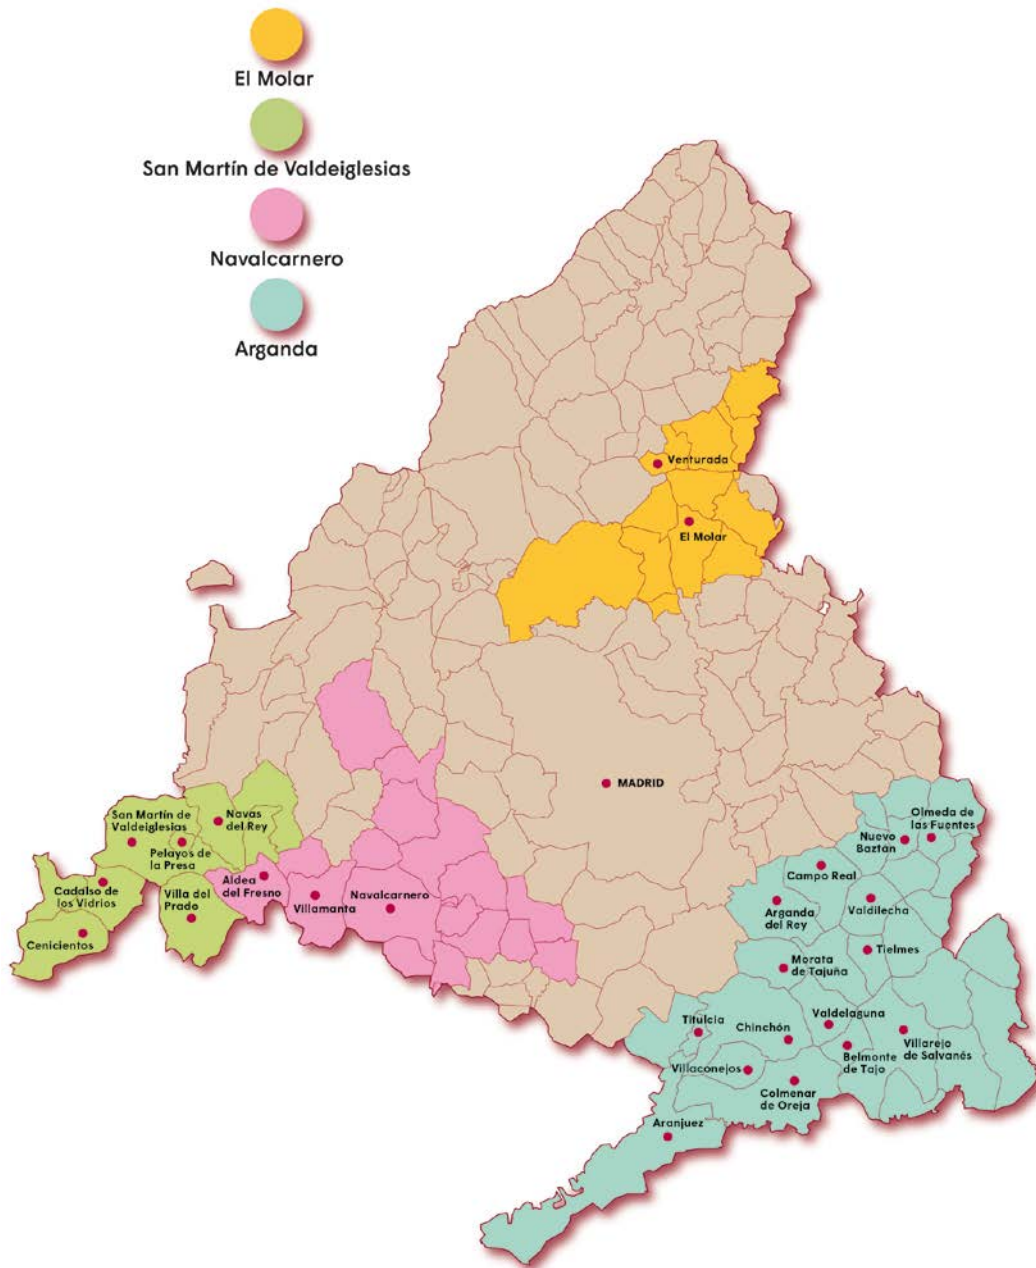 El Molar
San Martín de Valdeiglesias
Navalcarnero
Arganda
Venturada
El Molar
MADRID
San Martín de
Valdeiglesias
Navas
del Rey
Pelayos de
la Presa
Cadalso de
los Vidrios
Villa del
Prado
Cenicientos
Aldea
del Fresno
Villamanta
Navalcarnero
Olmeda de
las Fuentes
Nuevo
Baztán
Campo Real
Arganda
del Rey
Valdilecha
Tielmes
Morata
de Tajuña
Titulcia
Chinchón
Valdelaguna
Villarejo
de Salvanés
Belmonte
de Tajo
Villaconejos
Colmenar
de Oreja
Aranjuez